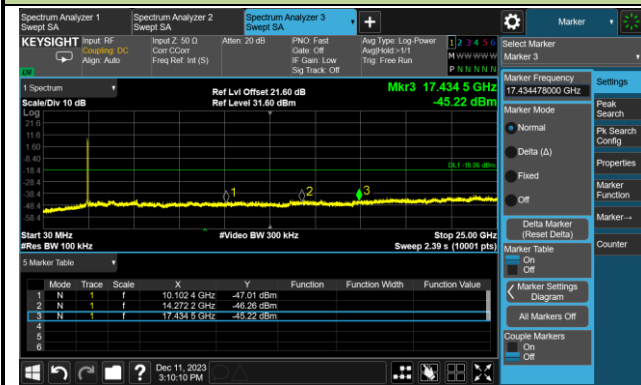 Spectrum Analyzer 1
Swept SA
Spectrum Analyzer 2
Swept SA
Spectrum Analyzer 3
Swept SA
Marker
KEYSIGHT
Input: RF
Coupling: DC
Align: Auto
Input Z: 50 Ω
Corr CCorr
Freq Ref: Int (S)
Atten: 20 dB
PNO: Fast
Gate: Off
IF Gain: Low
Sig Track: Off
Avg Type: Log-Power
Avg|Hold:>1/1
Trig: Free Run
1 2 3 4 5 6
M W W W W W
P N N N N N
LV
Select Marker
Marker 3
1 Spectrum
Scale/Div 10 dB
Log
Ref Lvl Offset 21.60 dB
Ref Level 31.60 dBm
Mkr3 17.434 5 GHz
-45.22 dBm
21.6
11.6
1.60
-8.40
-18.4
-28.4
-38.4
-48.4
-58.4
DL1 -18.06 dBm
1
2
3
Start 30 MHz
#Res BW 100 kHz
#Video BW 300 kHz
Stop 25.00 GHz
Sweep 2.39 s (10001 pts)
5 Marker Table
Mode Trace Scale X Y Function Function Width Function Value
1 N 1 f 10.102 4 GHz -47.01 dBm
2 N 1 f 14.272 2 GHz -46.26 dBm
3 N 1 f 17.434 5 GHz -45.22 dBm
4
5
6
Marker Frequency
17.434478000 GHz
Marker Mode
Normal
Delta (Δ)
Fixed
Off
Delta Marker
(Reset Delta)
Marker Table
On
Off
Marker Settings
Diagram
All Markers Off
Couple Markers
On
Off
Settings
Peak
Search
Pk Search
Config
Properties
Marker
Function
Marker→
Counter
?
Dec 11, 2023
3:10:10 PM